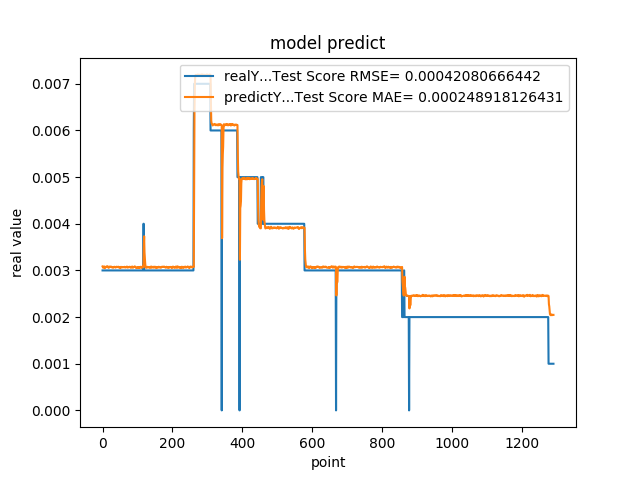 model predict
realY...Test Score RMSE= 0.00042080666442
predictY...Test Score MAE= 0.000248918126431
real value
0.007
0.006
0.005
0.004
0.003
0.002
0.001
0.000
0 200 400 600 800 1000 1200
point